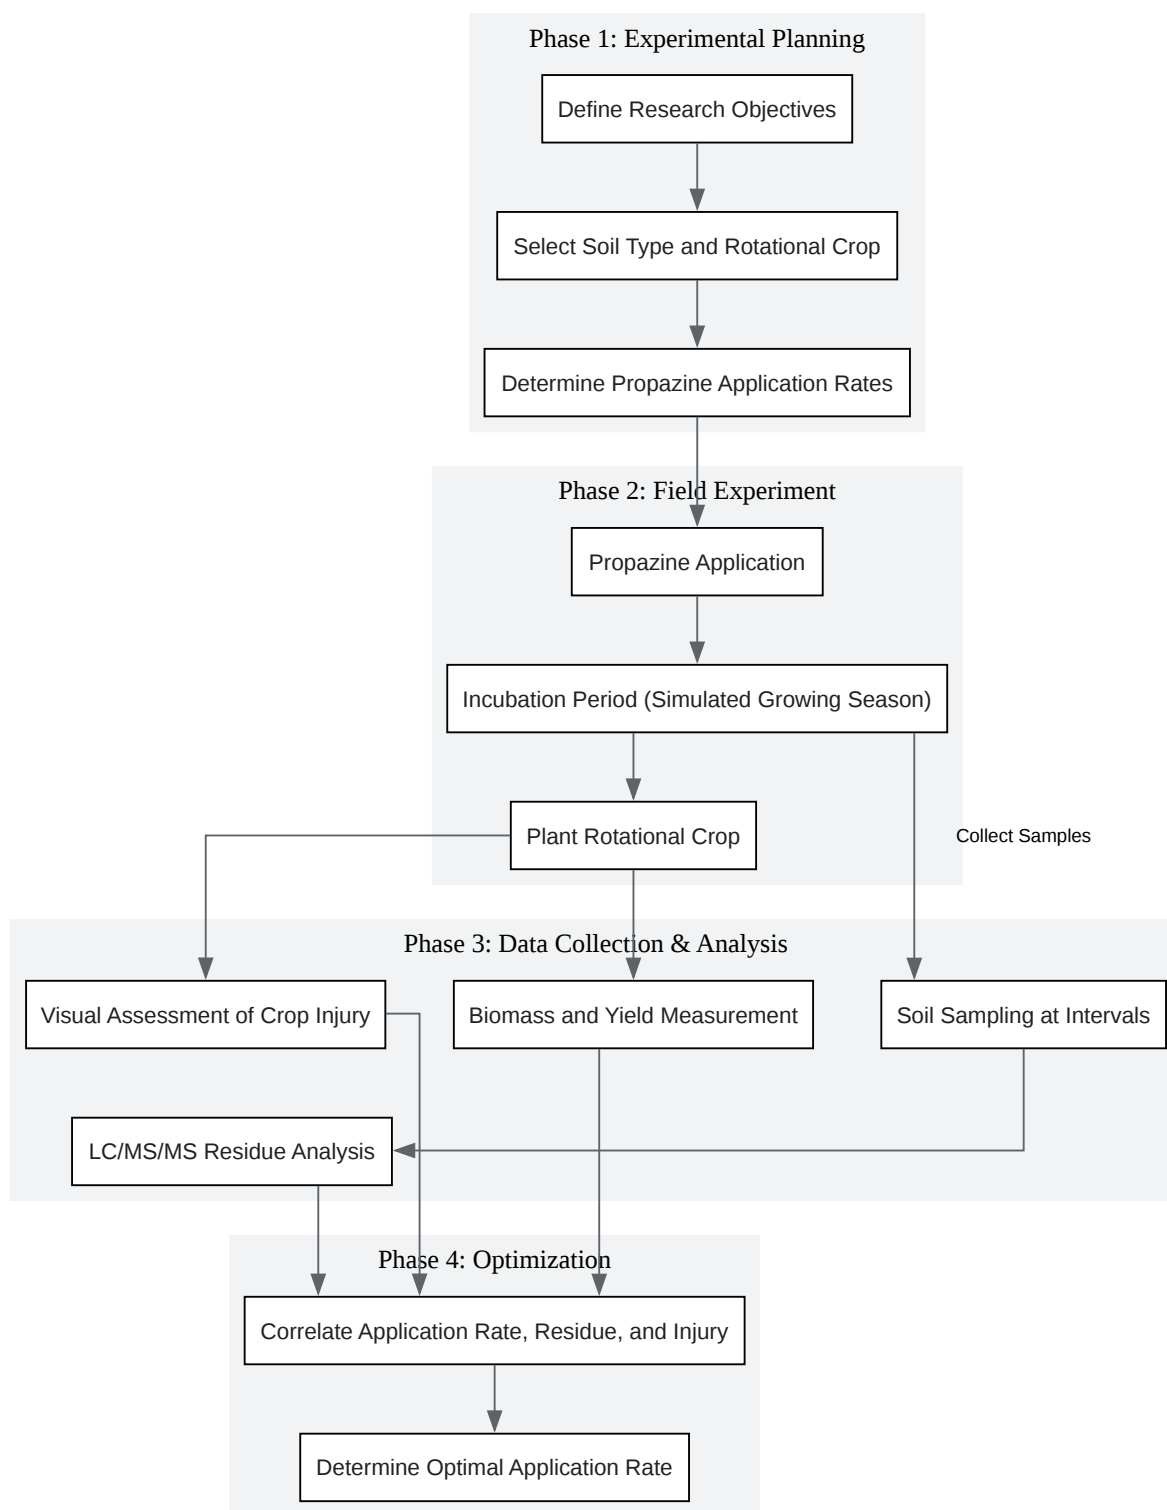 Phase 1: Experimental Planning
Define Research Objectives
Select Soil Type and Rotational Crop
Determine Propazine Application Rates
Phase 2: Field Experiment
Propazine Application
Incubation Period (Simulated Growing Season)
Plant Rotational Crop
Collect Samples
Phase 3: Data Collection & Analysis
Visual Assessment of Crop Injury
Biomass and Yield Measurement
Soil Sampling at Intervals
LC/MS/MS Residue Analysis
Phase 4: Optimization
Correlate Application Rate, Residue, and Injury
Determine Optimal Application Rate